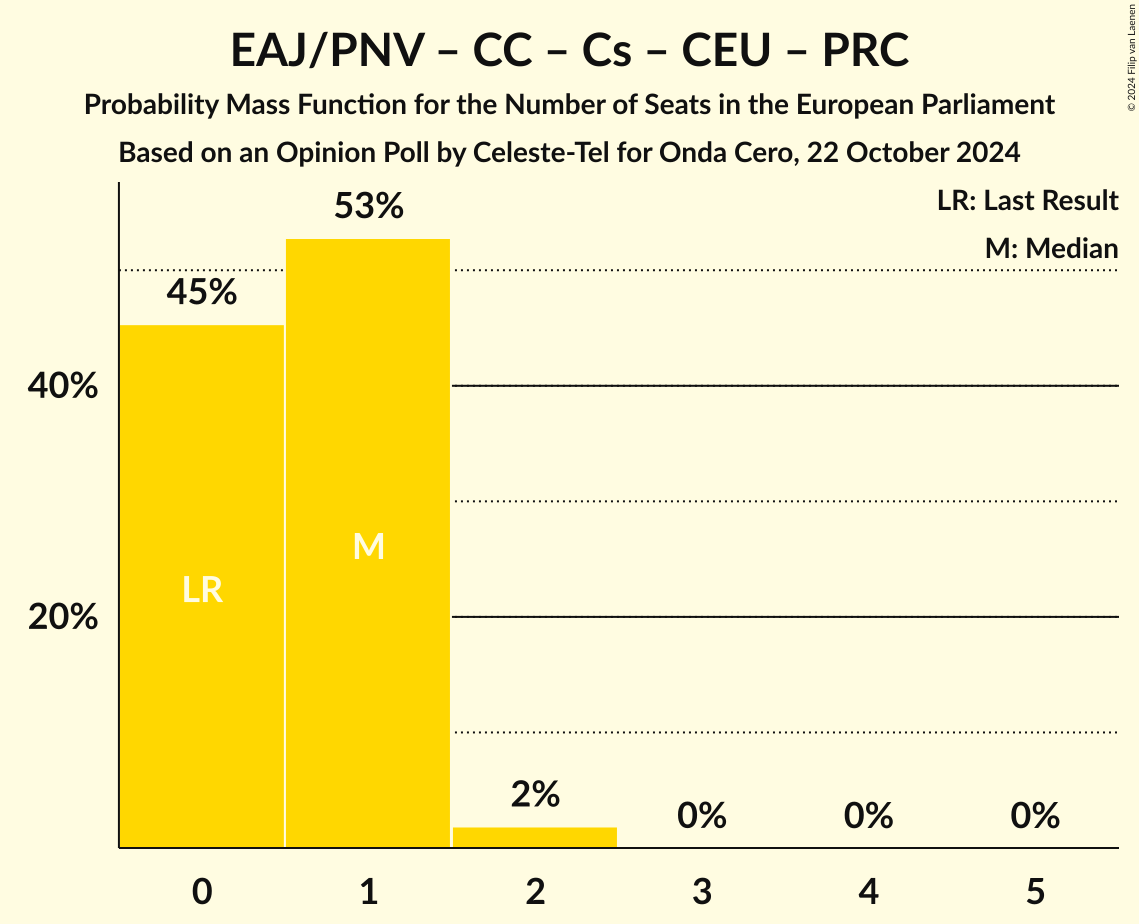 EAJ/PNV – CC – Cs – CEU – PRC
Probability Mass Function for the Number of Seats in the European Parliament
Based on an Opinion Poll by Celeste-Tel for Onda Cero, 22 October 2024
© 2024 Filip van Laenen
LR: Last Result
M: Median
53%
45%
40%
M
LR
20%
2%
0%
0%
0%
0
1
2
3
4
5